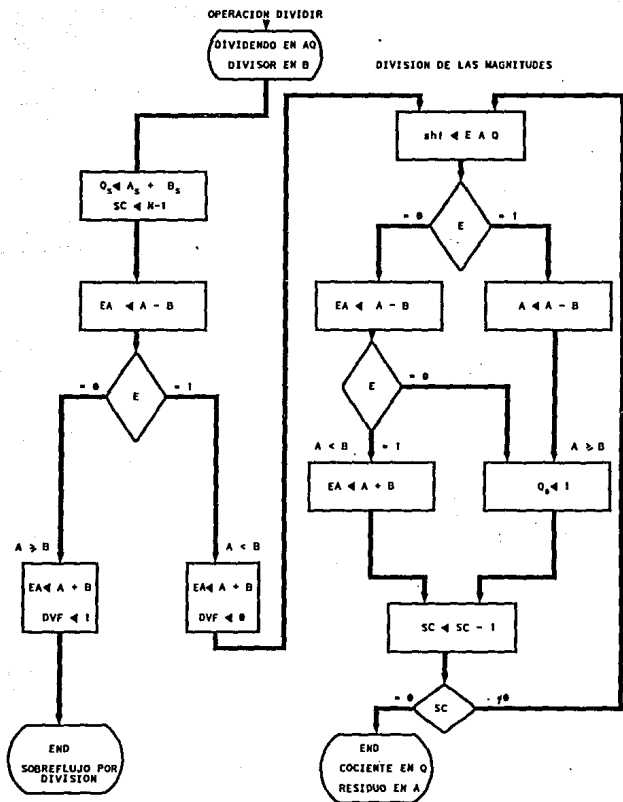 OPERACION DIVIDIR
DIVIDENDO EN AQ
DIVISOR EN B
Qs ◄ As + Bs
SC ◄ N-1
EA ◄ A - B
E
= 0
= 1
A ≥ B
A < B
EA ◄ A + B
DVF ◄ 1
EA ◄ A + B
DVF ◄ 0
END
SOBREFLUJO POR
DIVISION
DIVISION DE LAS MAGNITUDES
shl ◄ E A Q
E
= 0
= 1
EA ◄ A - B
A ◄ A - B
E
= 0
A < B
= 1
A ≥ B
EA ◄ A + B
Q₀ ◄ 1
SC ◄ SC - 1
SC
= 0
≠0
END
COCIENTE EN Q
RESIDUO EN A